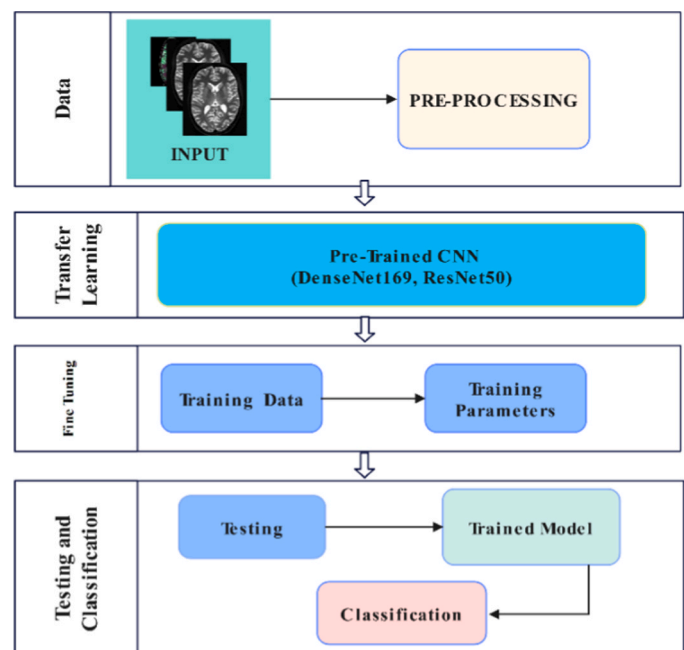 Data
INPUT
PRE-PROCESSING
Transfer
Learning
Pre-Trained CNN
(DenseNet169, ResNet50)
Fine Tuning
Training Data
Training
Parameters
Testing and
Classification
Testing
Trained Model
Classification